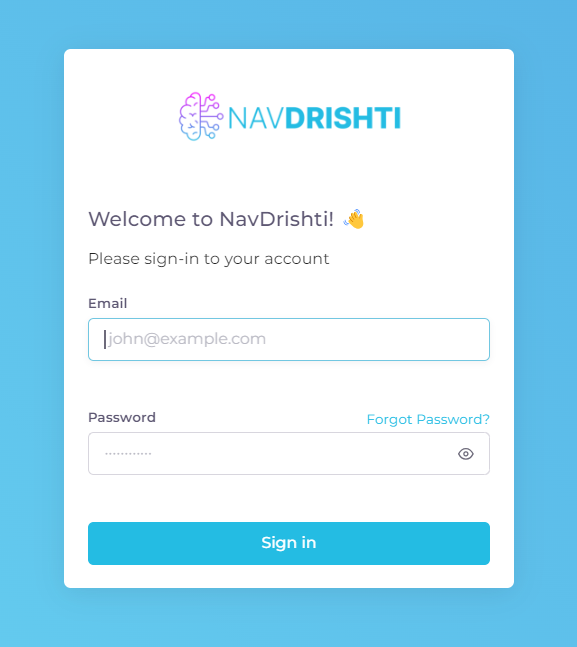 NAVDRISHTI
Welcome to NavDrishti! 👋
Please sign-in to your account
Email
john@example.com
Password
Forgot Password?
············
Sign in